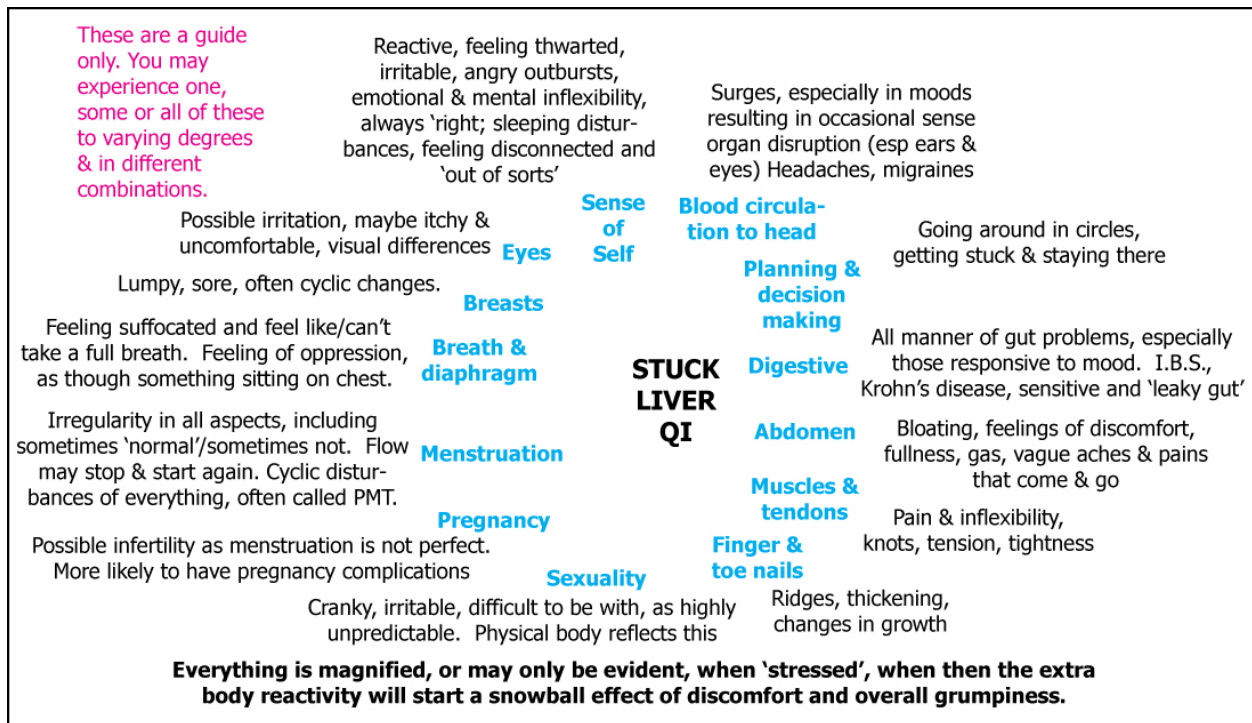 These are a guide
only. You may
experience one,
some or all of these
to varying degrees
& in different
combinations.
Reactive, feeling thwarted,
irritable, angry outbursts,
emotional & mental inflexibility,
always ‘right; sleeping distur-
bances, feeling disconnected and
‘out of sorts’
Sense
of
Self
Surges, especially in moods
resulting in occasional sense
organ disruption (esp ears &
eyes) Headaches, migraines
Blood circula-
tion to head
Possible irritation, maybe itchy &
uncomfortable, visual differences
Eyes
Going around in circles,
getting stuck & staying there
Planning &
decision
making
Lumpy, sore, often cyclic changes.
Breasts
Feeling suffocated and feel like/can’t
take a full breath.  Feeling of oppression,
as though something sitting on chest.
Breath &
diaphragm
STUCK
LIVER
QI
Digestive
All manner of gut problems, especially
those responsive to mood.  I.B.S.,
Krohn’s disease, sensitive and ‘leaky gut’
Irregularity in all aspects, including
sometimes ‘normal’/sometimes not.  Flow
may stop & start again. Cyclic distur-
bances of everything, often called PMT.
Menstruation
Abdomen
Bloating, feelings of discomfort,
fullness, gas, vague aches & pains
that come & go
Muscles &
tendons
Pain & inflexibility,
knots, tension, tightness
Pregnancy
Possible infertility as menstruation is not perfect.
More likely to have pregnancy complications
Finger &
toe nails
Ridges, thickening,
changes in growth
Sexuality
Cranky, irritable, difficult to be with, as highly
unpredictable.  Physical body reflects this
Everything is magnified, or may only be evident, when ‘stressed’, when then the extra
body reactivity will start a snowball effect of discomfort and overall grumpiness.